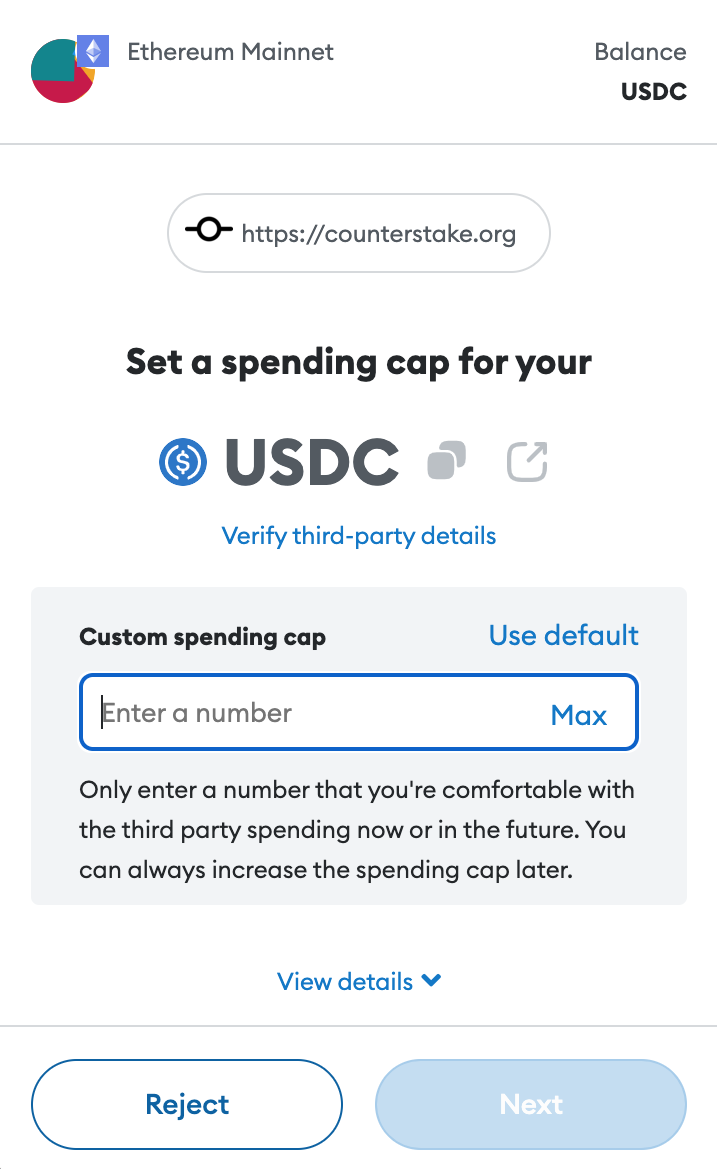 Ethereum Mainnet
Balance
USDC
https://counterstake.org
Set a spending cap for your
USDC
Verify third-party details
Custom spending cap
Use default
Enter a number
Max
Only enter a number that you're comfortable with
the third party spending now or in the future. You
can always increase the spending cap later.
View details
Reject
Next